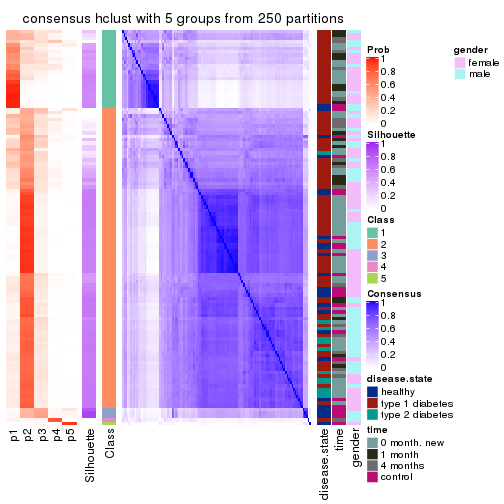 consensus hclust with 5 groups from 250 partitions
Prob
1
0.8
0.6
0.4
0.2
0
gender
female
male
Silhouette
1
0.8
0.6
0.4
0.2
0
Class
1
2
3
4
5
Consensus
1
0.8
0.6
0.4
0.2
0
disease.state
healthy
type 1 diabetes
type 2 diabetes
time
0 month. new
1 month
4 months
control
p1
p2
p3
p4
p5
Silhouette
Class
disease.state
time
gender